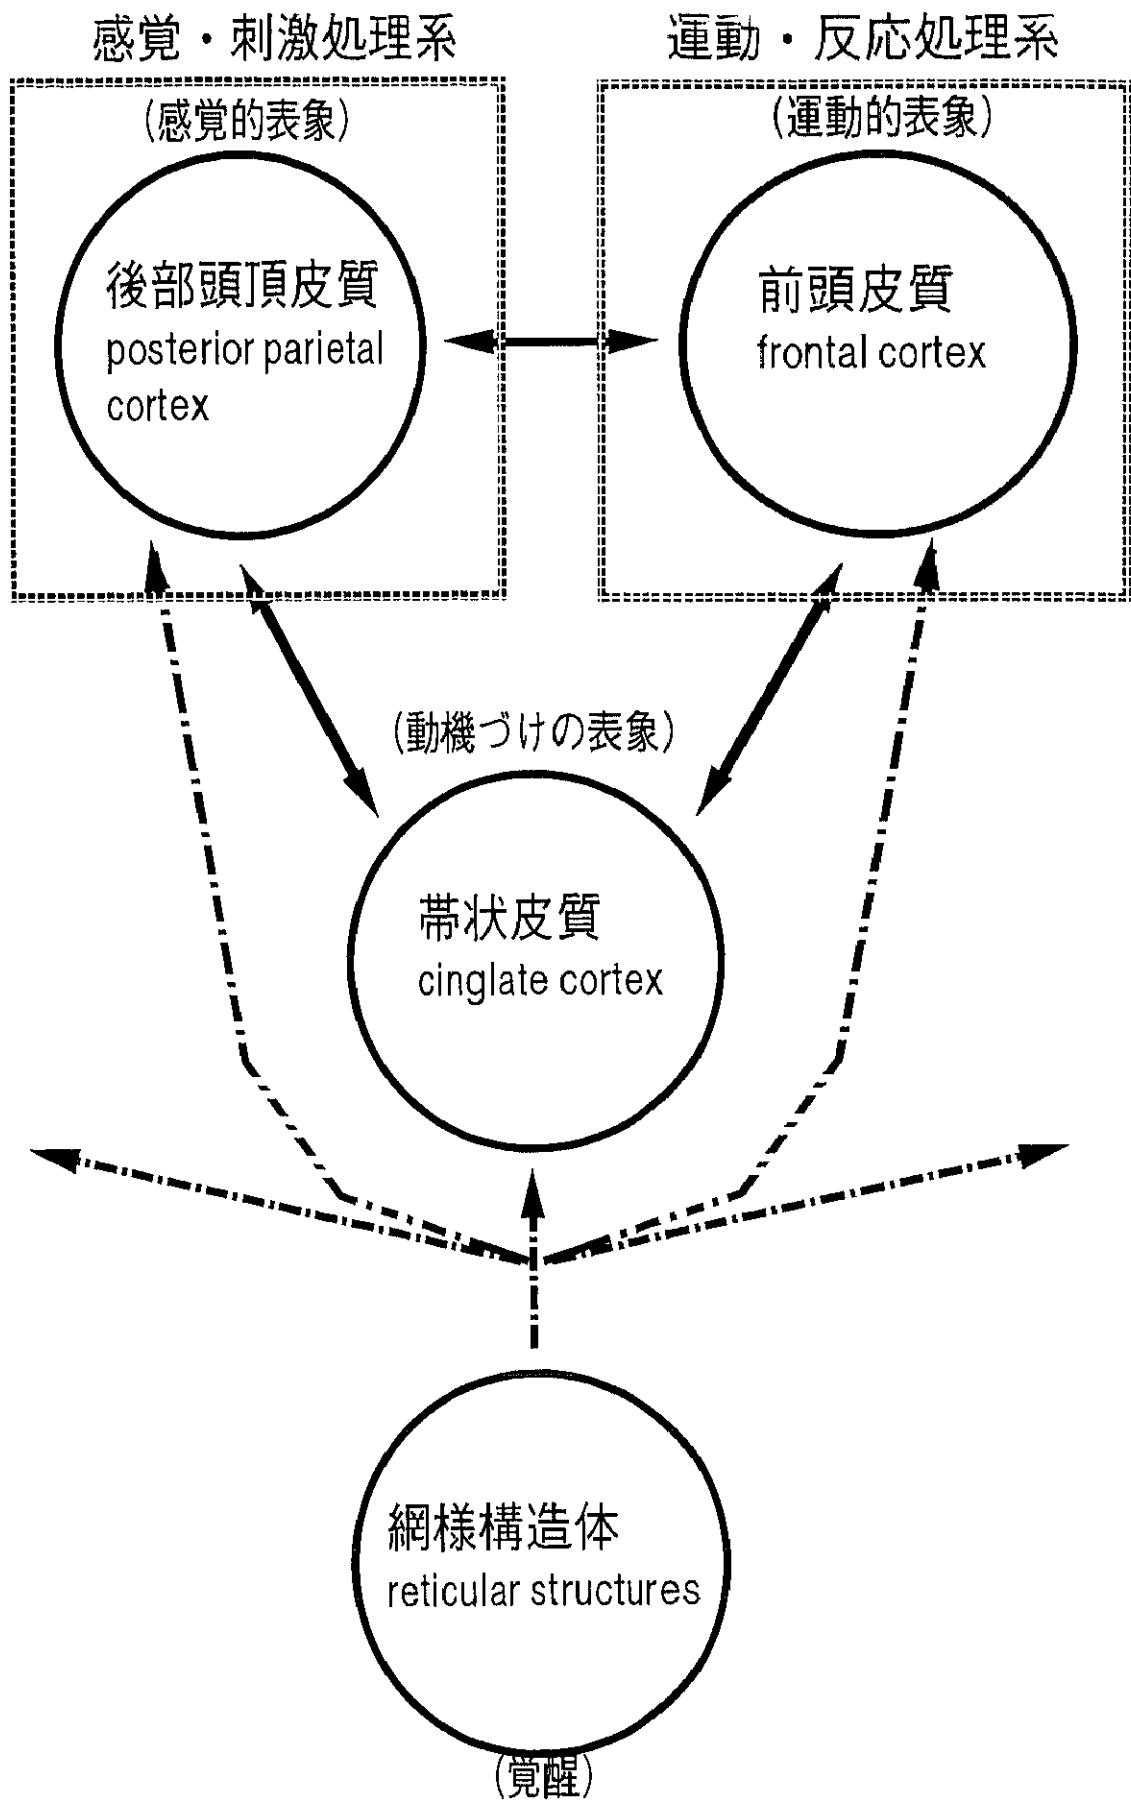 感覚・刺激処理系
運動・反応処理系
(感覚的表象)
(運動的表象)
後部頭頂皮質
posterior parietal
cortex
前頭皮質
frontal cortex
(動機づけの表象)
帯状皮質
cinglate cortex
網様構造体
reticular structures
(覚醒)